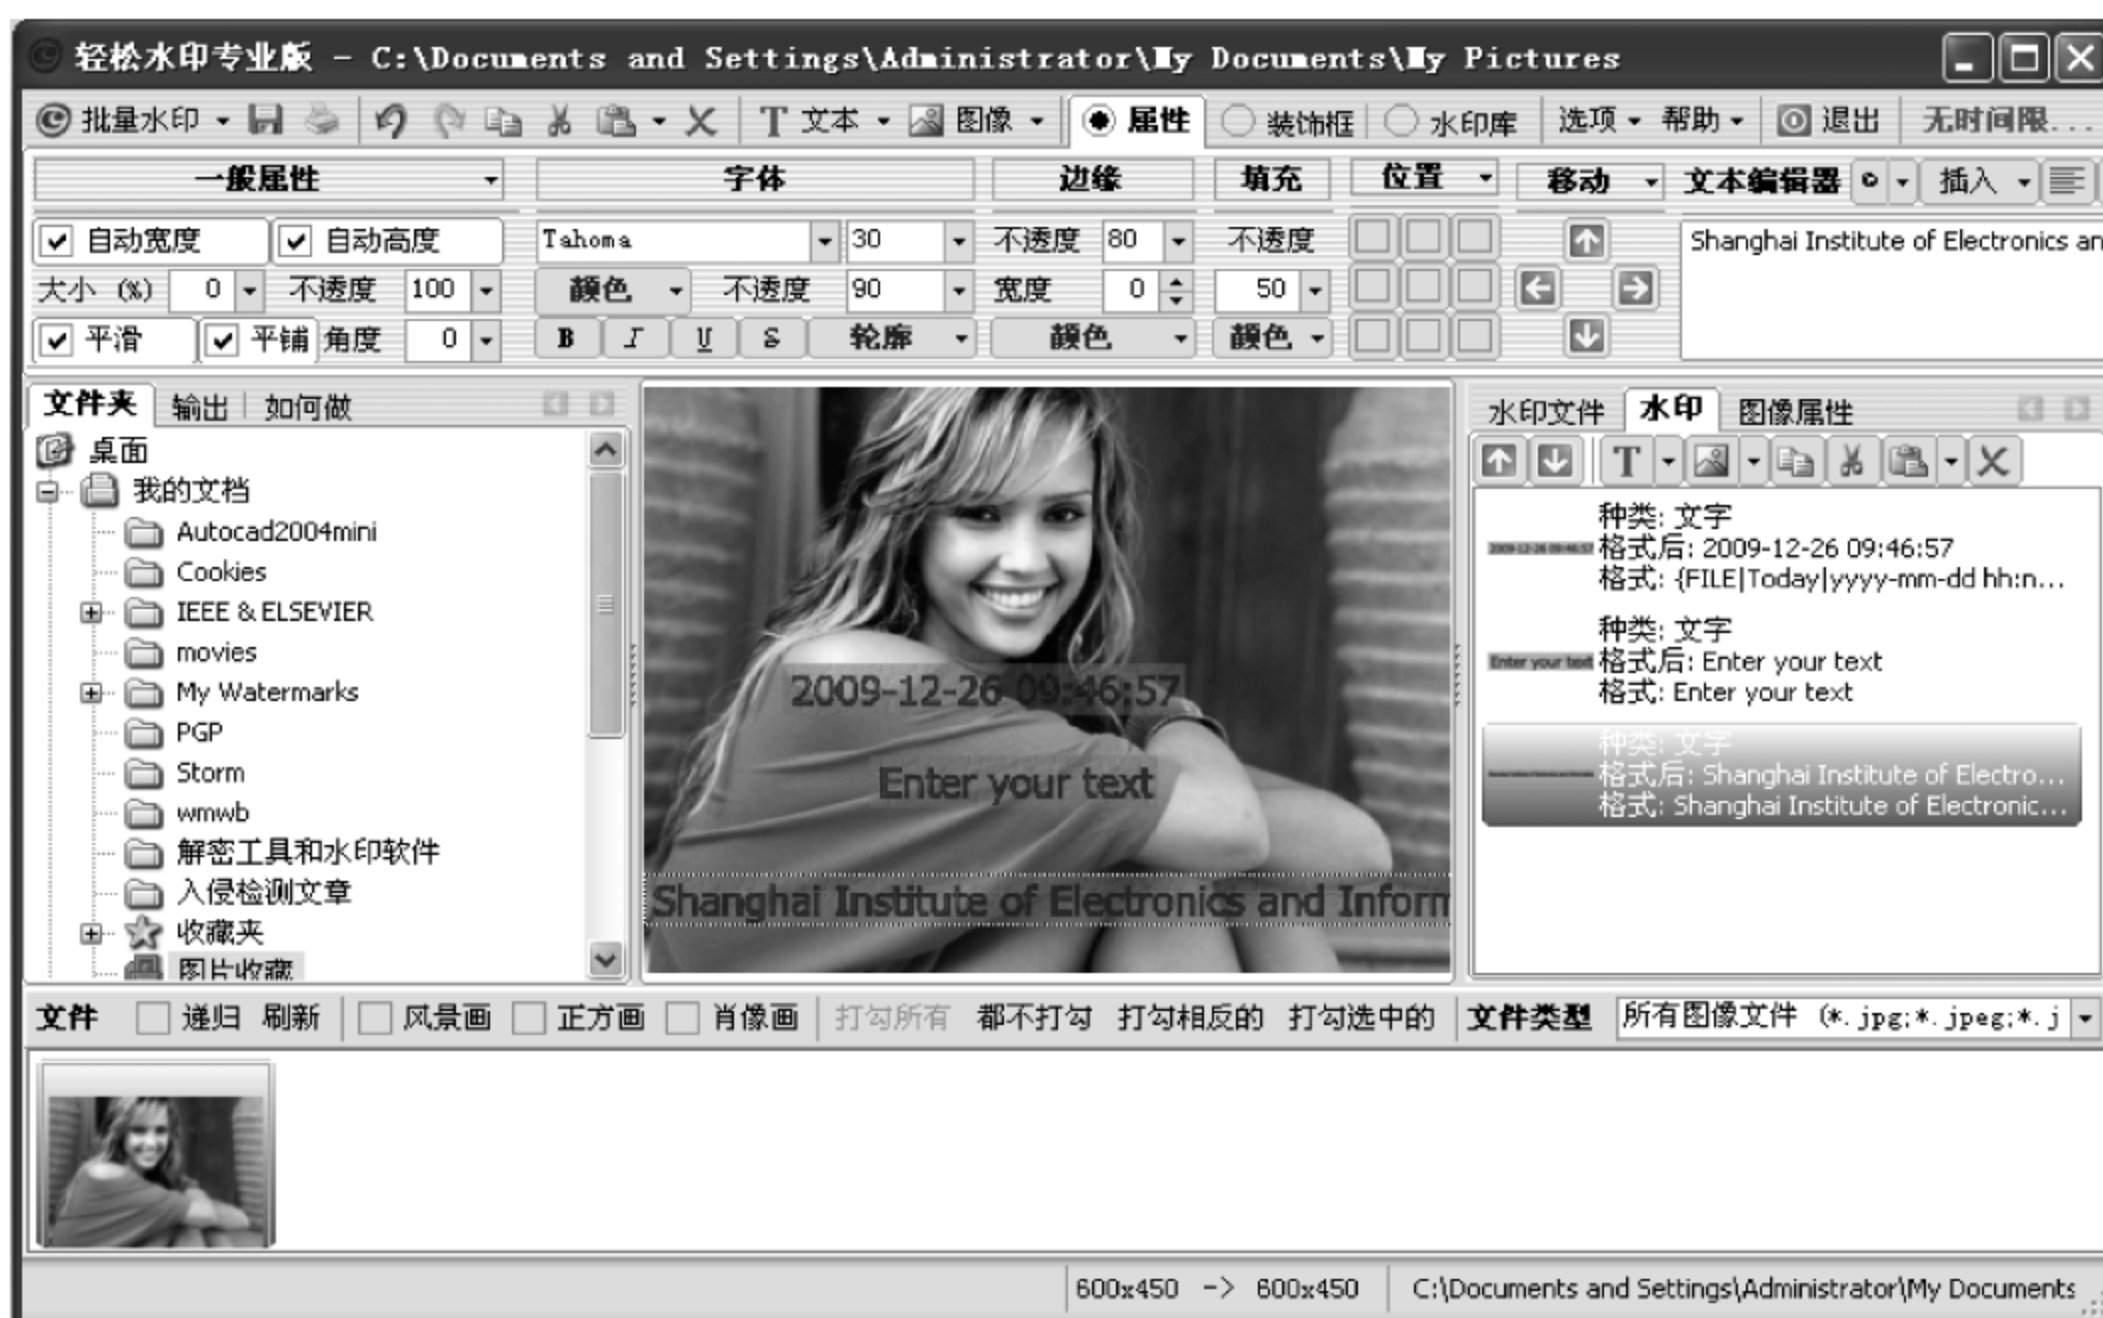 轻松水印专业版 - C:\Documents and Settings\Administrator\My Documents\My Pictures
批量水印 文本 图像 属性 装饰框 水印库 选项 帮助 退出 无时间限...
一般属性 字体 边缘 填充 位置 移动 文本编辑器 插入
自动宽度 自动高度 Tahoma 30 不透度 80 不透度 Shanghai Institute of Electronics an
大小 (%) 0 不透度 100 颜色 不透度 90 宽度 0 50
平滑 平铺 角度 0 B I U S 轮廓 颜色 颜色
文件夹 输出 如何做
桌面
我的文档
Autocad2004mini
Cookies
IEEE & ELSEVIER
movies
My Watermarks
PGP
Storm
wmwb
解密工具和水印软件
入侵检测文章
收藏夹
图片收藏
2009-12-26 09:46:57
Enter your text
Shanghai Institute of Electronics and Inform
水印文件 水印 图像属性
T
种类: 文字
2009-12-26 09:46:57 格式后: 2009-12-26 09:46:57
格式: {FILE|Today|yyyy-mm-dd hh:n...
种类: 文字
Enter your text 格式后: Enter your text
格式: Enter your text
种类: 文字
格式后: Shanghai Institute of Electro...
格式: Shanghai Institute of Electronic...
文件 递归 刷新 风景画 正方画 肖像画 打勾所有 都不打勾 打勾相反的 打勾选中的 文件类型 所有图像文件 (*.jpg;*.jpeg;*.j
600x450 -> 600x450 C:\Documents and Settings\Administrator\My Documents